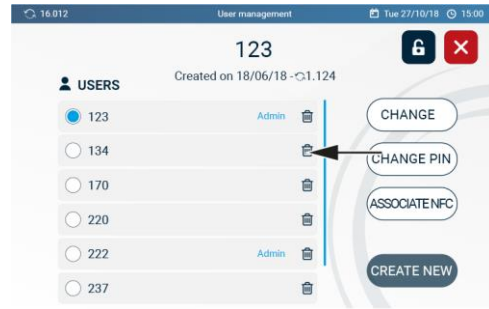 16.012 User management Tue 27/10/18 15:00
123
Created on 18/06/18 - 1.124
USERS
123 Admin
CHANGE
134
CHANGE PIN
170
ASSOCIATE NFC
220
222 Admin
CREATE NEW
237